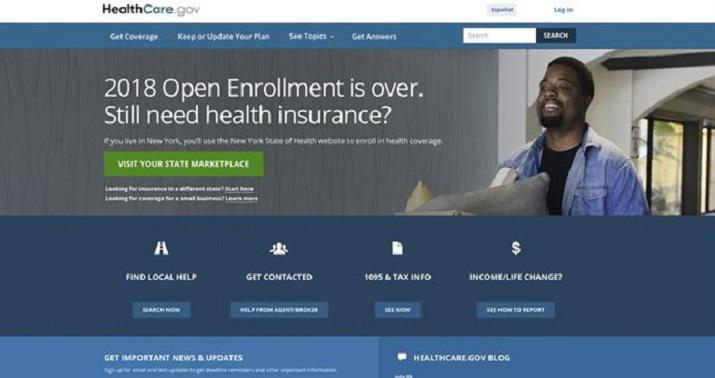 HealthCare.gov
Español
Log in
Get Coverage
Keep or Update Your Plan
See Topics
Get Answers
Search
SEARCH
2018 Open Enrollment is over.
Still need health insurance?
If you live in New York, you'll use the New York State of Health website to enroll in health coverage.
VISIT YOUR STATE MARKETPLACE
Looking for insurance in a different state? Start here
Looking for coverage for a small business? Learn more
FIND LOCAL HELP
GET CONTACTED
1095 & TAX INFO
INCOME/LIFE CHANGE?
SEARCH NOW
HELP FROM AGENT/BROKER
SEE NOW
SEE HOW TO REPORT
GET IMPORTANT NEWS & UPDATES
Sign up for email and text updates to get deadline reminders and other important information.
HEALTHCARE.GOV BLOG